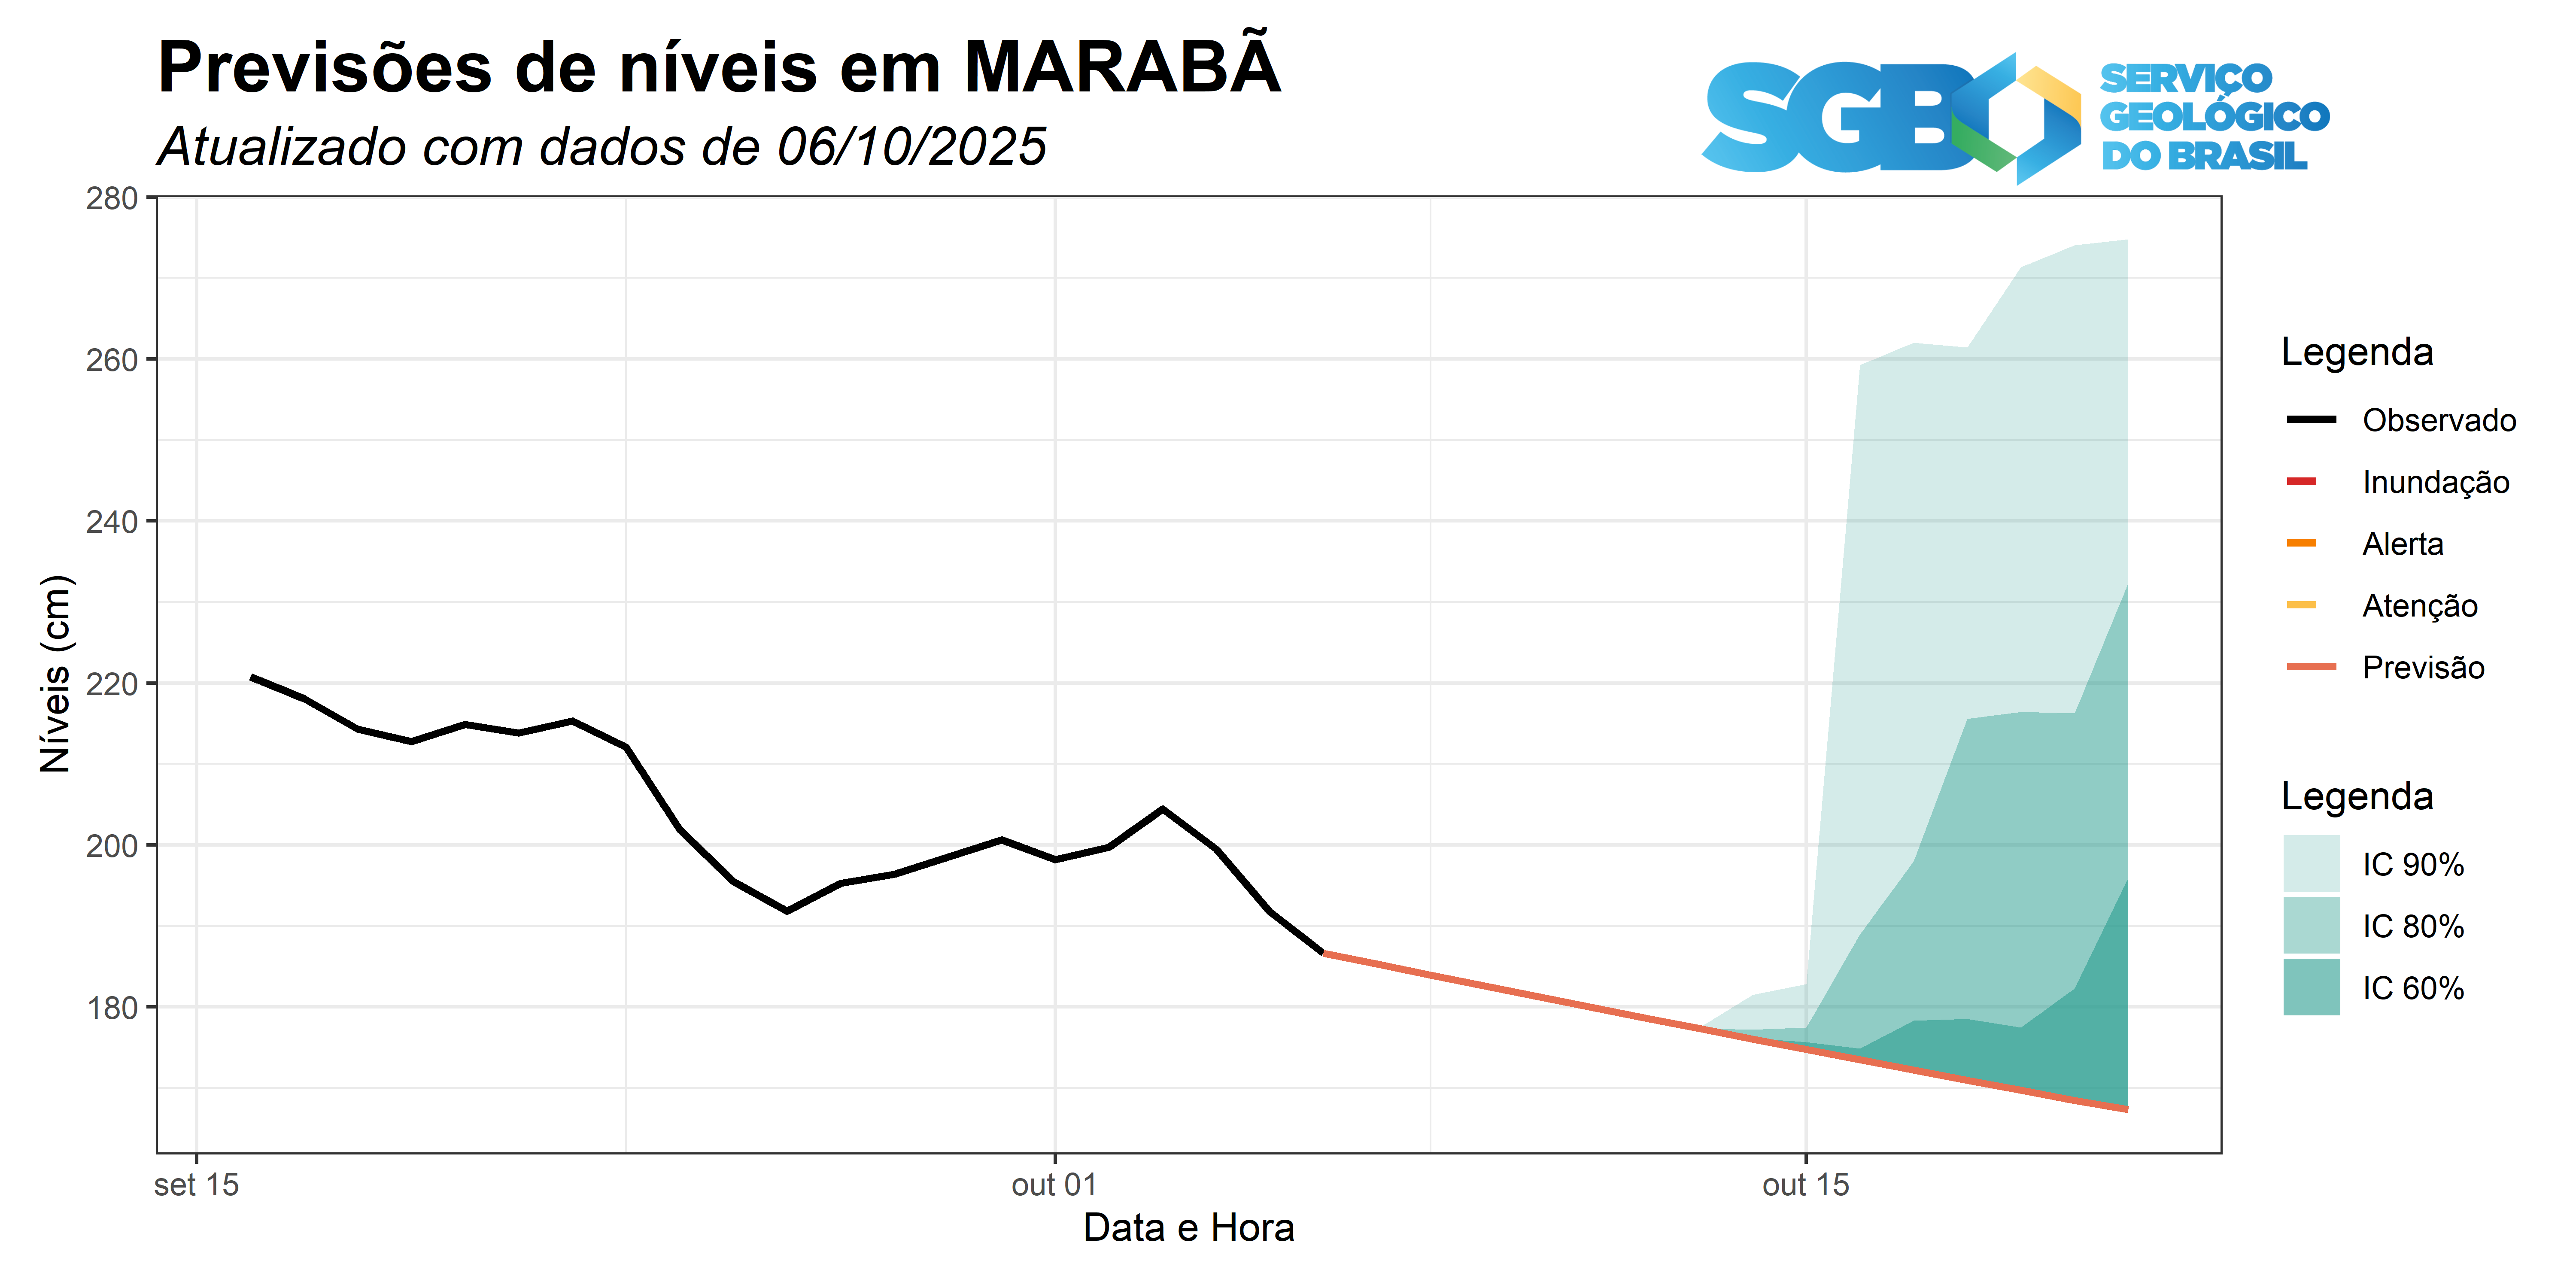 Previsões de níveis em MARABÃ
Atualizado com dados de 06/10/2025
SGB
SERVIÇO
GEOLÓGICO
DO BRASIL
Níveis (cm)
280
260
240
220
200
180
set 15
out 01
out 15
Data e Hora
Legenda
Observado
Inundação
Alerta
Atenção
Previsão
Legenda
IC 90%
IC 80%
IC 60%